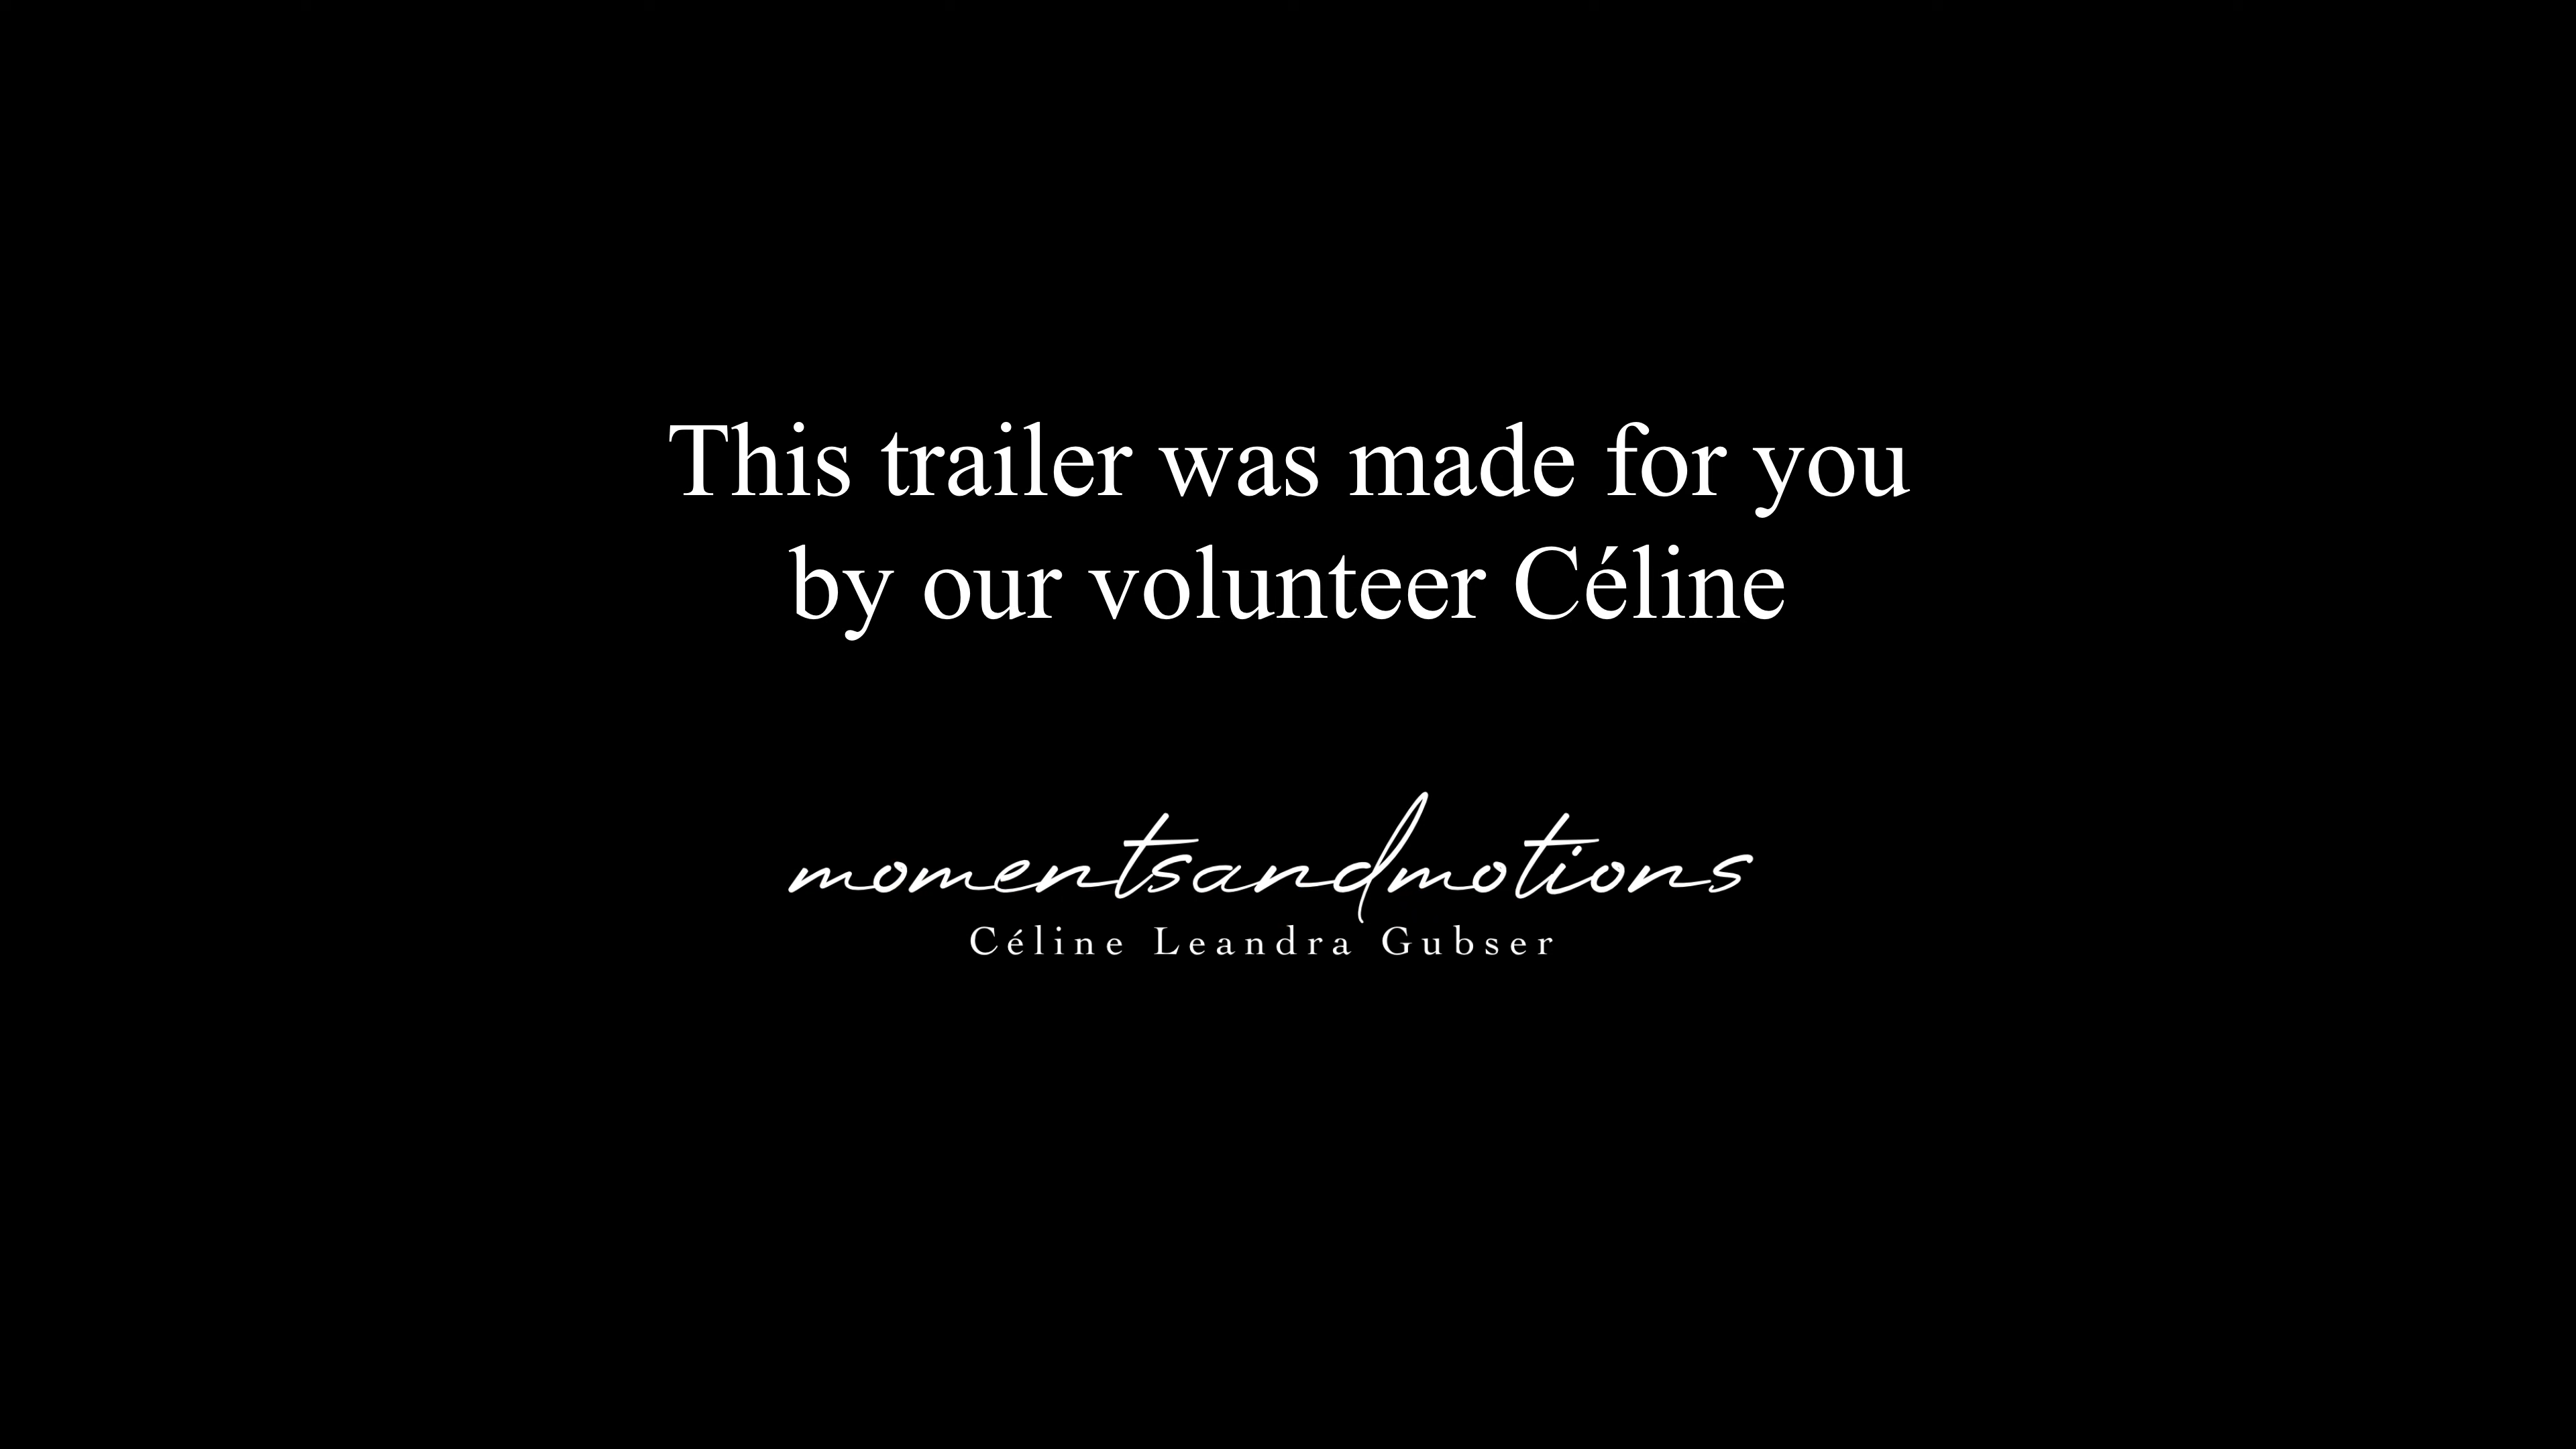 This trailer was made for you
by our volunteer Céline
momentsandmotions
Céline Leandra Gubser